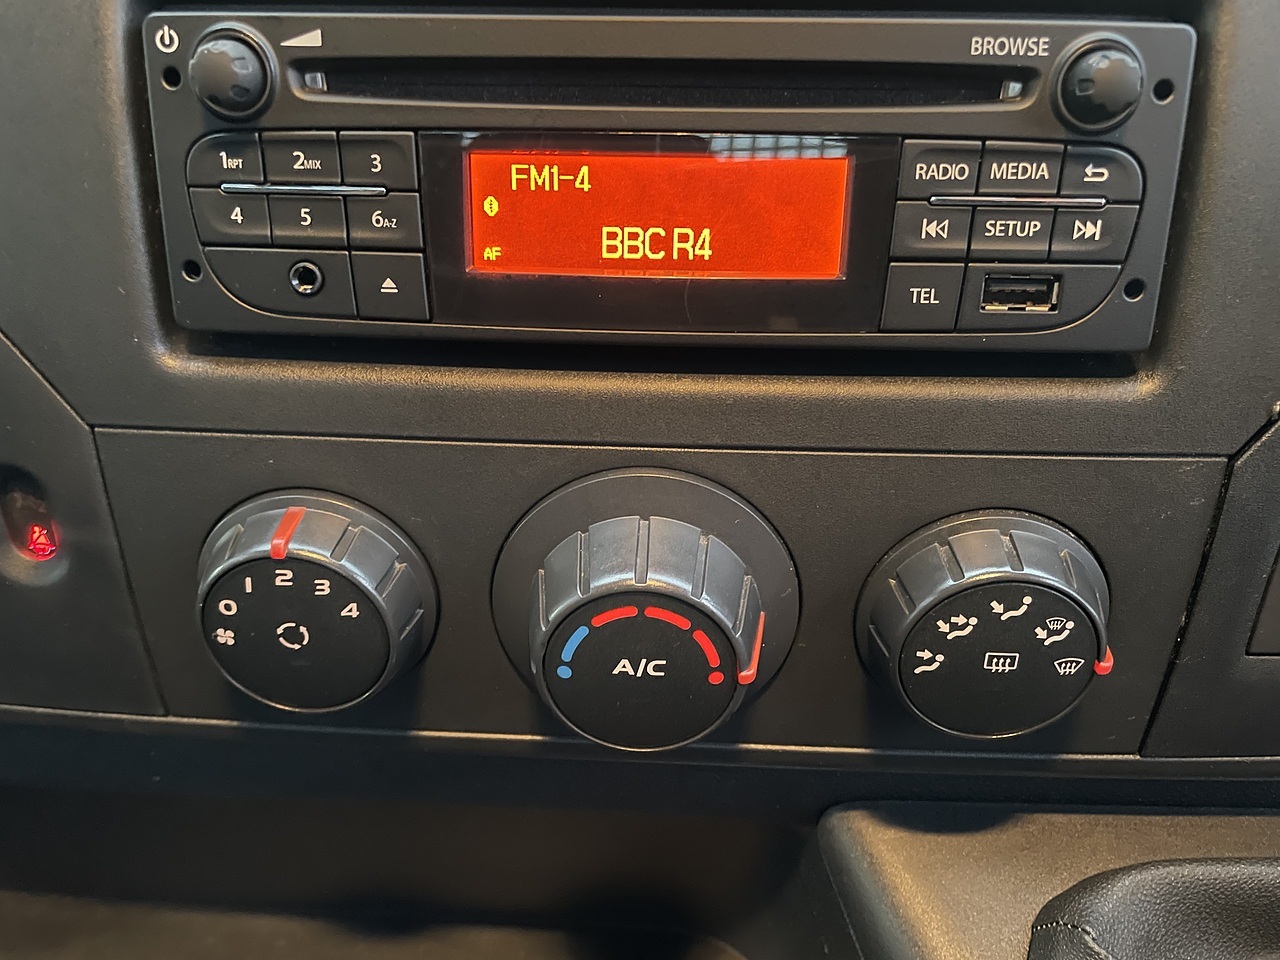 BROWSE
1RPT 2MIX 3
4 5 6A-Z
FM1-4
AF
BBC R4
RADIO MEDIA
SETUP
TEL
0 1 2 3 4
A/C